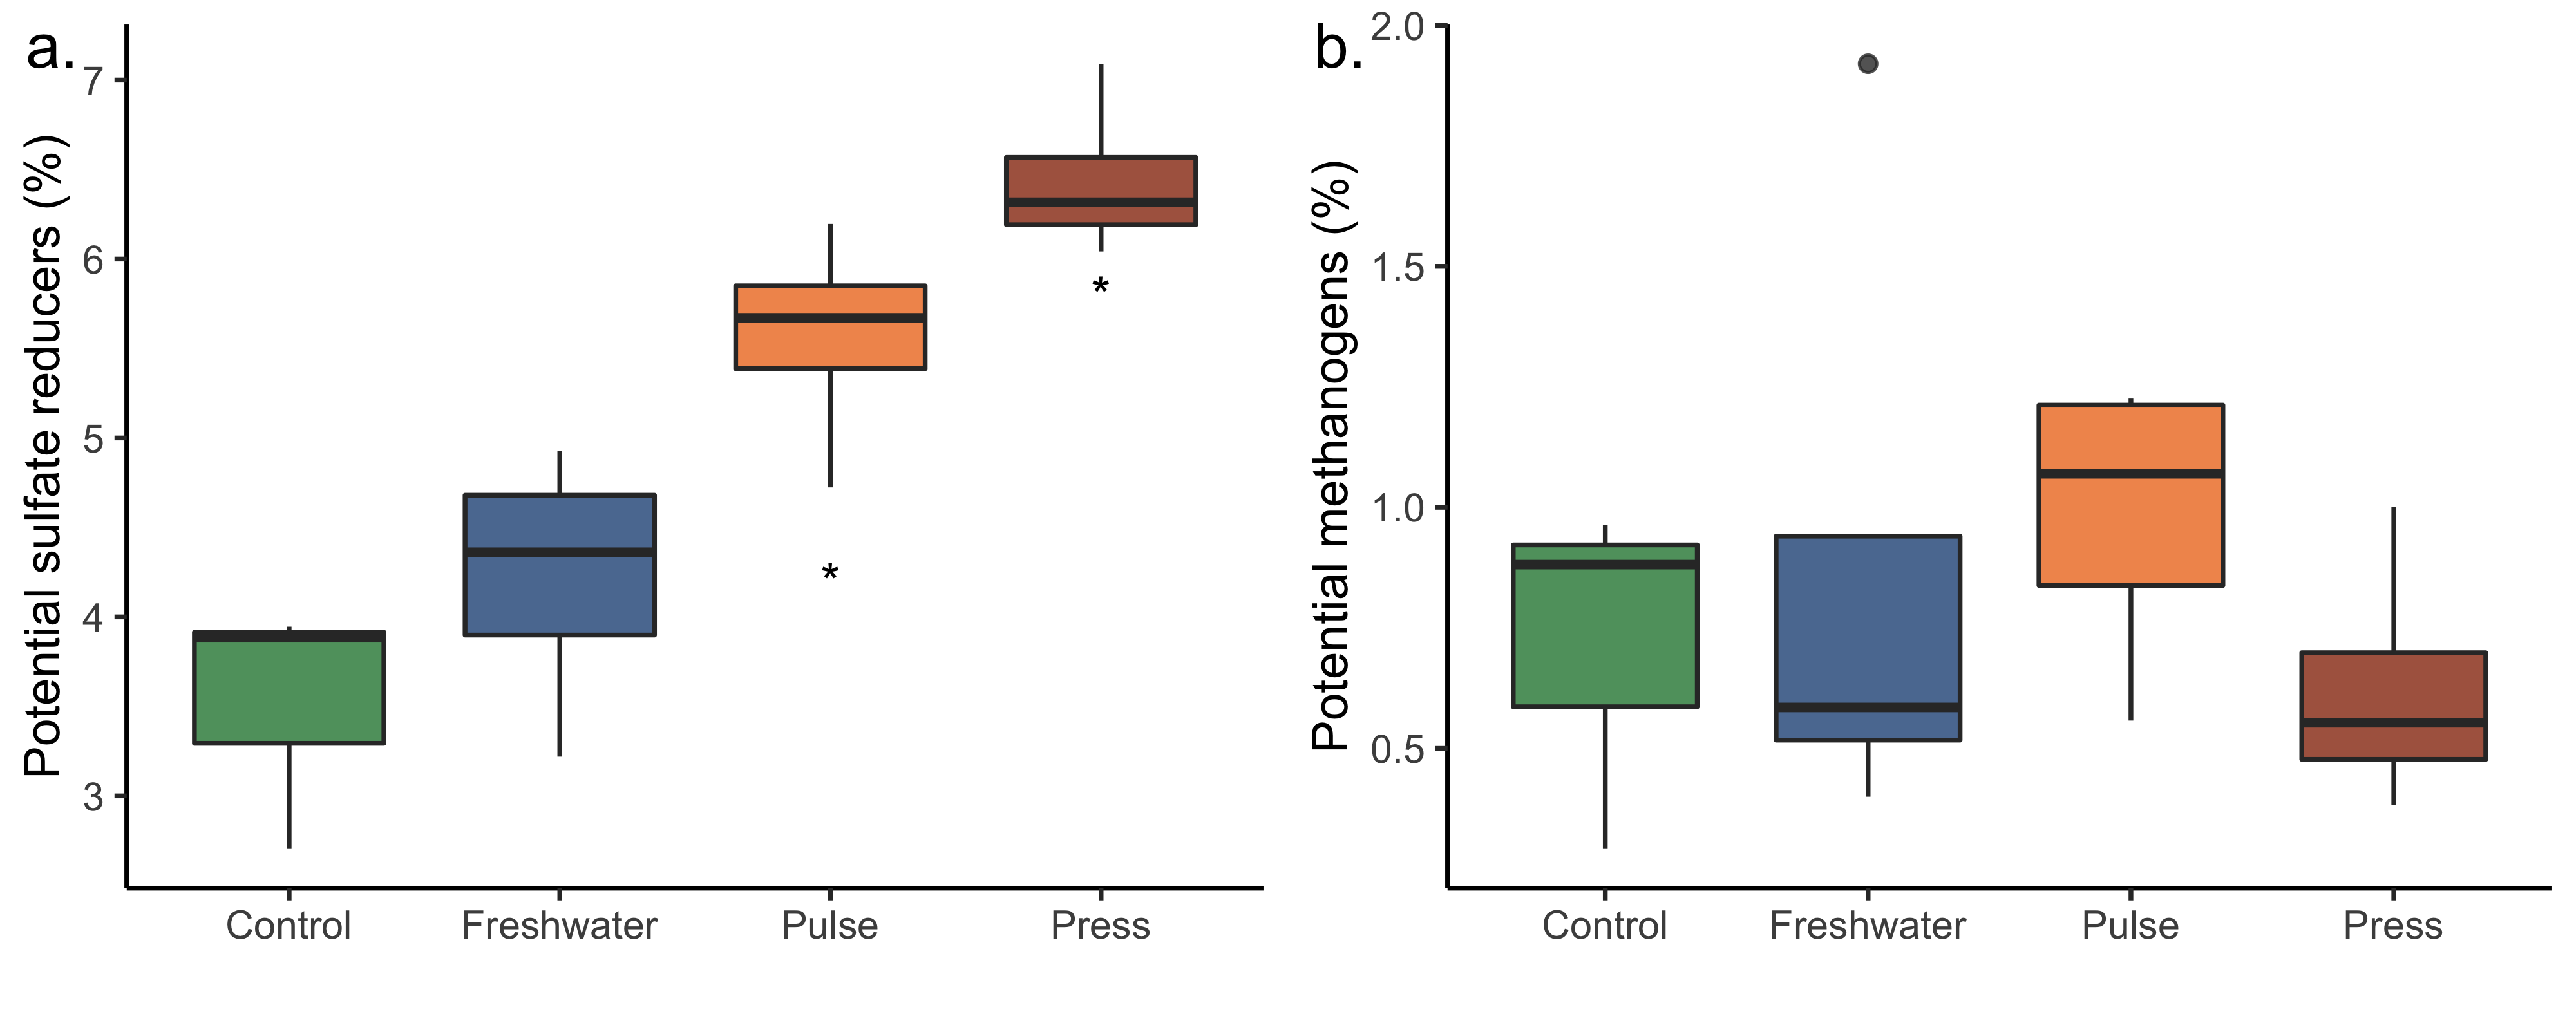 a.
Potential sulfate reducers (%)
7
6
5
4
3
*
*
Control Freshwater Pulse Press
b.
Potential methanogens (%)
2.0
1.5
1.0
0.5
Control Freshwater Pulse Press